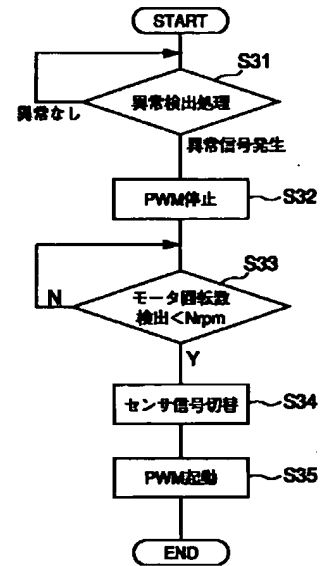 START
S31
異常検出処理
異常なし
異常信号発生
PWM停止
S32
S33
モータ回転数
検出<Nrpm
N
Y
センサ信号切替
S34
PWM起動
S35
END